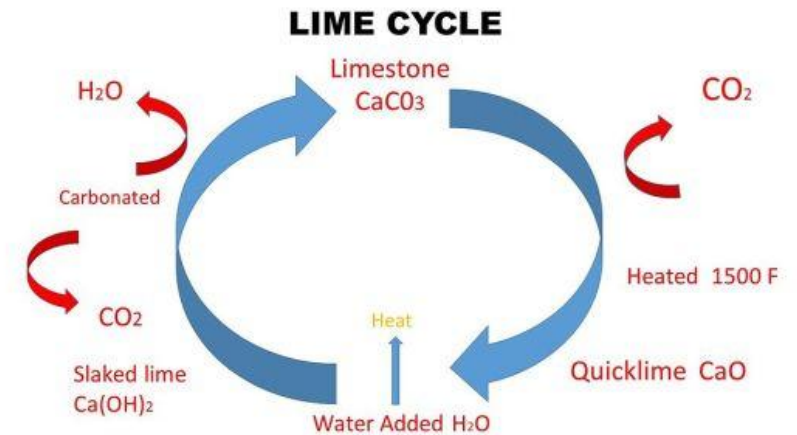 LIME CYCLE
Limestone
CaC0₃
H₂O
CO₂
Carbonated
Heated 1500 F
CO₂
Heat
Quicklime CaO
Slaked lime
Ca(OH)₂
Water Added H₂O